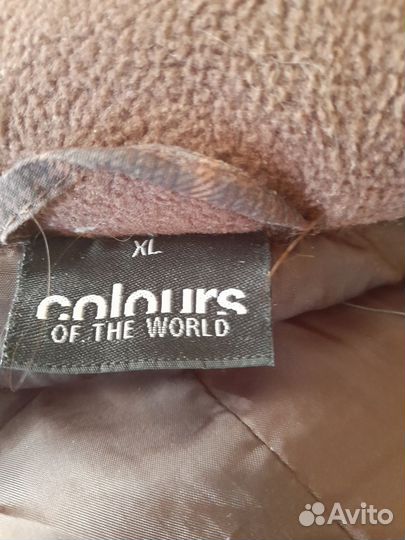 XL
colours
OF THE WORLD
Avito